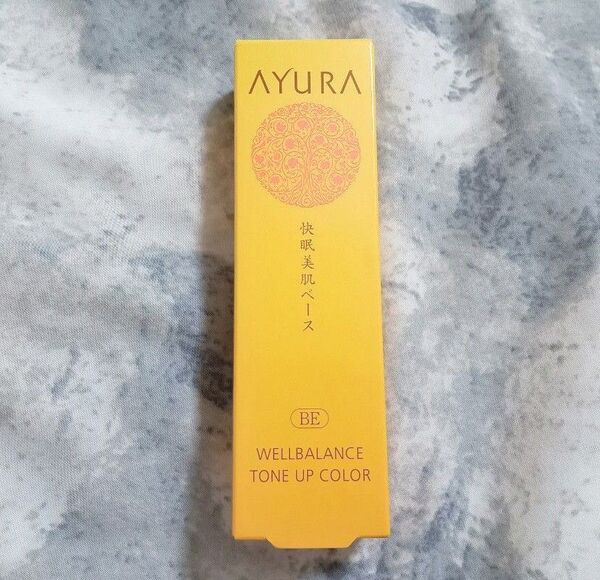 AYURA
快眠美肌ベース
BE
WELLBALANCE
TONE UP COLOR